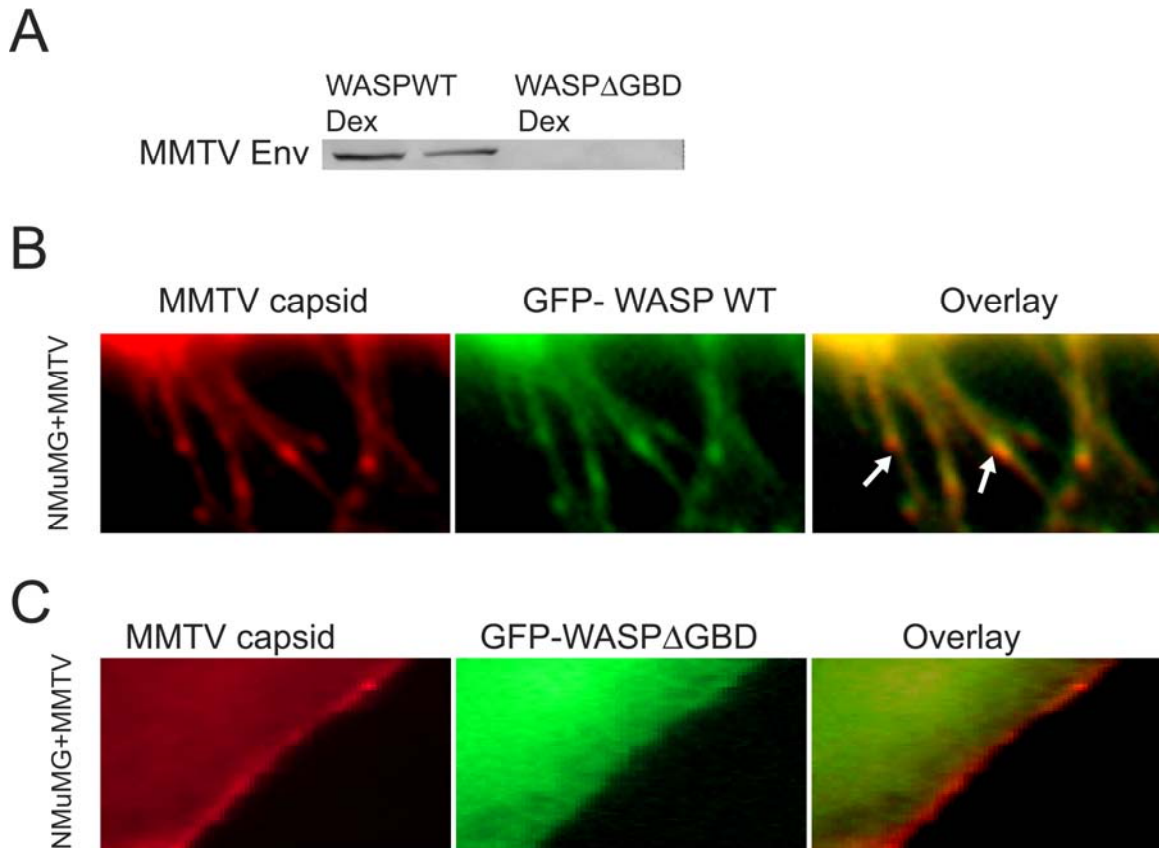 A
WASPWT WASPΔGBD
Dex Dex
MMTV Env
B
MMTV capsid GFP- WASP WT Overlay
NMuMG+MMTV
C
MMTV capsid GFP-WASPΔGBD Overlay
NMuMG+MMTV